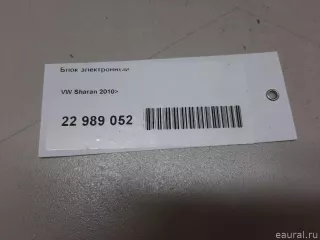 Блок электронный
VW Sharan 2010>
22 989 052
eaural.ru